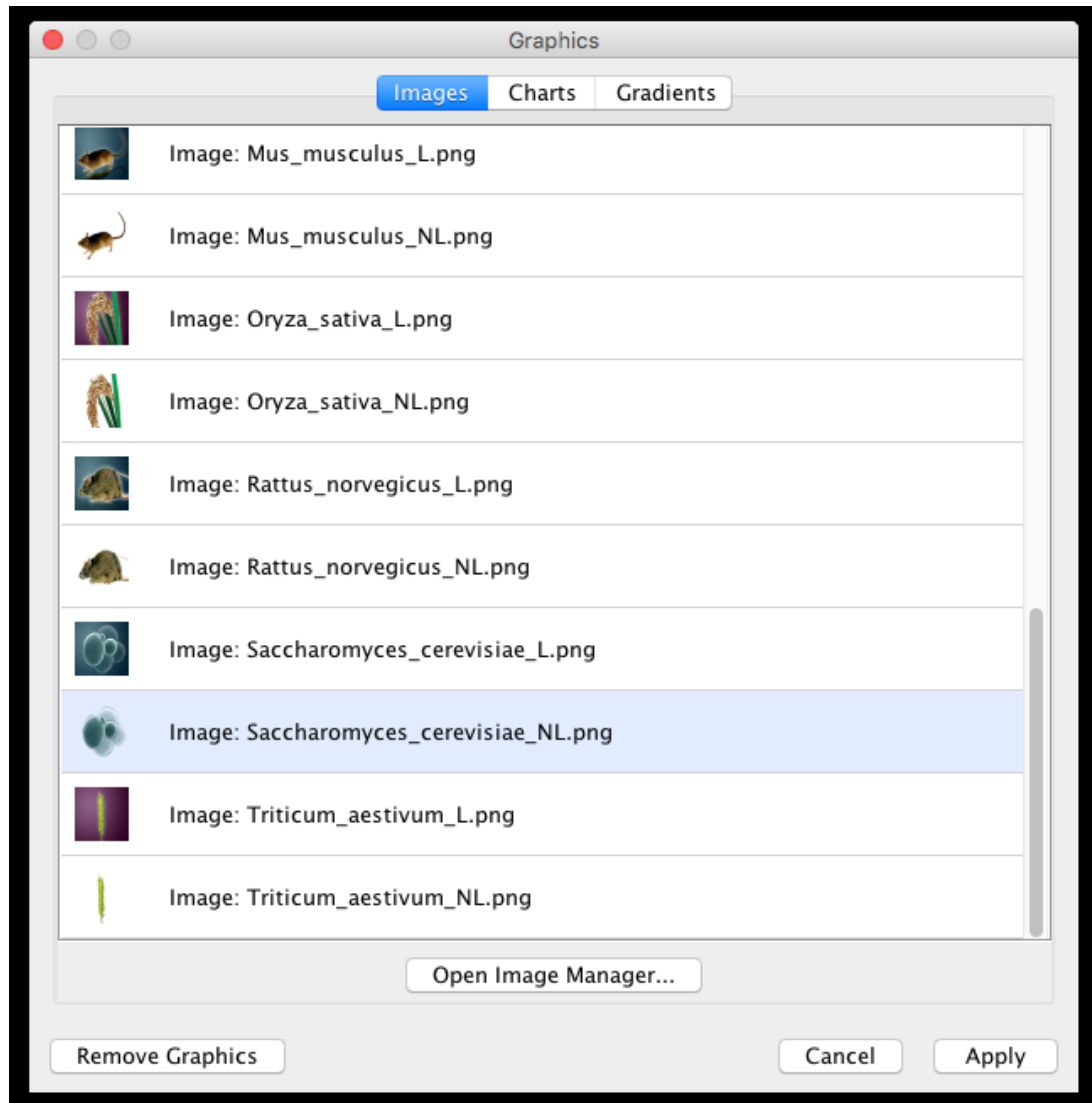 Graphics
Images Charts Gradients
Image: Mus_musculus_L.png
Image: Mus_musculus_NL.png
Image: Oryza_sativa_L.png
Image: Oryza_sativa_NL.png
Image: Rattus_norvegicus_L.png
Image: Rattus_norvegicus_NL.png
Image: Saccharomyces_cerevisiae_L.png
Image: Saccharomyces_cerevisiae_NL.png
Image: Triticum_aestivum_L.png
Image: Triticum_aestivum_NL.png
Open Image Manager...
Remove Graphics Cancel Apply